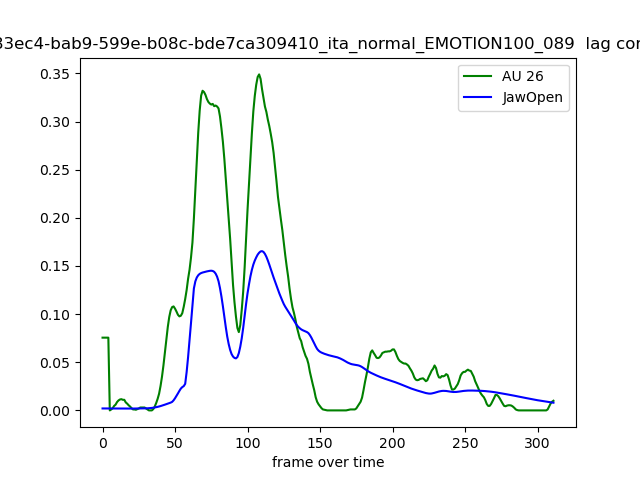 33ec4-bab9-599e-b08c-bde7ca309410_ita_normal_EMOTION100_089 lag cor
AU 26
JawOpen
0.35
0.30
0.25
0.20
0.15
0.10
0.05
0.00
0 50 100 150 200 250 300
frame over time